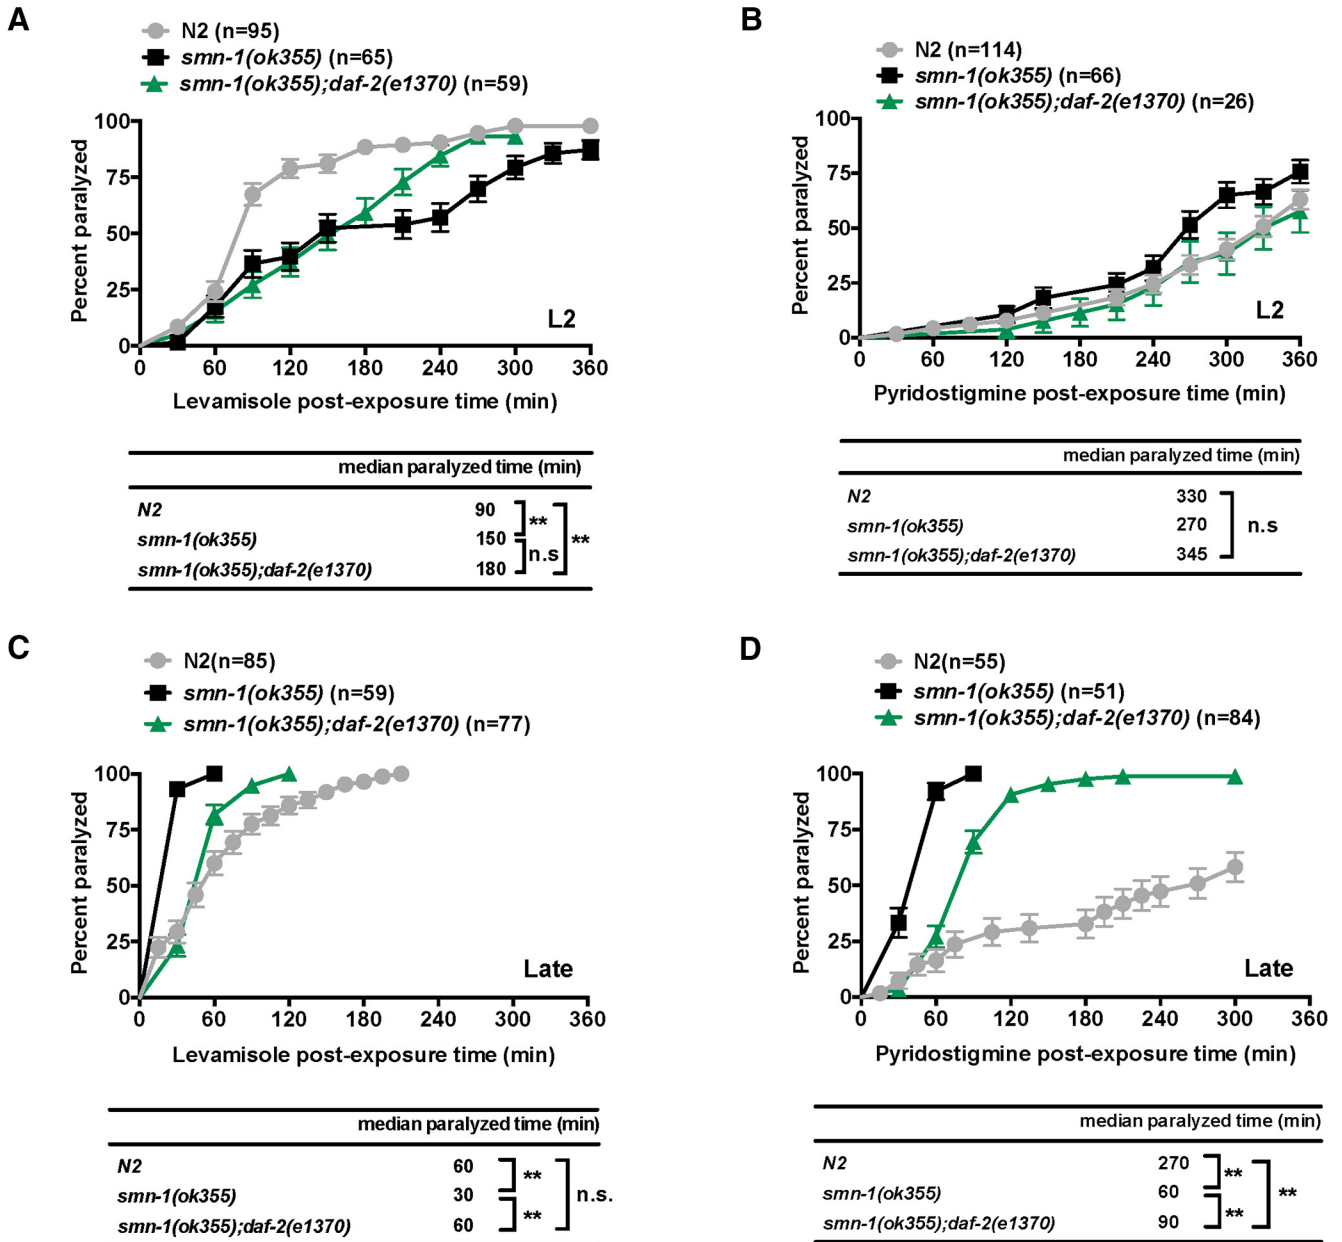 A
N2 (n=95)
smn-1(ok355) (n=65)
smn-1(ok355);daf-2(e1370) (n=59)
100
75
50
25
0
Percent paralyzed
L2
0 60 120 180 240 300 360
Levamisole post-exposure time (min)
median paralyzed time (min)
N2 90
smn-1(ok355) 150
smn-1(ok355);daf-2(e1370) 180
**
n.s
**
B
N2 (n=114)
smn-1(ok355) (n=66)
smn-1(ok355);daf-2(e1370) (n=26)
100
75
50
25
0
Percent paralyzed
L2
0 60 120 180 240 300 360
Pyridostigmine post-exposure time (min)
median paralyzed time (min)
N2 330
smn-1(ok355) 270
smn-1(ok355);daf-2(e1370) 345
n.s
C
N2(n=85)
smn-1(ok355) (n=59)
smn-1(ok355);daf-2(e1370) (n=77)
100
75
50
25
0
Percent paralyzed
Late
0 60 120 180 240 300 360
Levamisole post-exposure time (min)
median paralyzed time (min)
N2 60
smn-1(ok355) 30
smn-1(ok355);daf-2(e1370) 60
**
**
n.s.
D
N2(n=55)
smn-1(ok355) (n=51)
smn-1(ok355);daf-2(e1370) (n=84)
100
75
50
25
0
Percent paralyzed
Late
0 60 120 180 240 300 360
Pyridostigmine post-exposure time (min)
median paralyzed time (min)
N2 270
smn-1(ok355) 60
smn-1(ok355);daf-2(e1370) 90
**
**
**